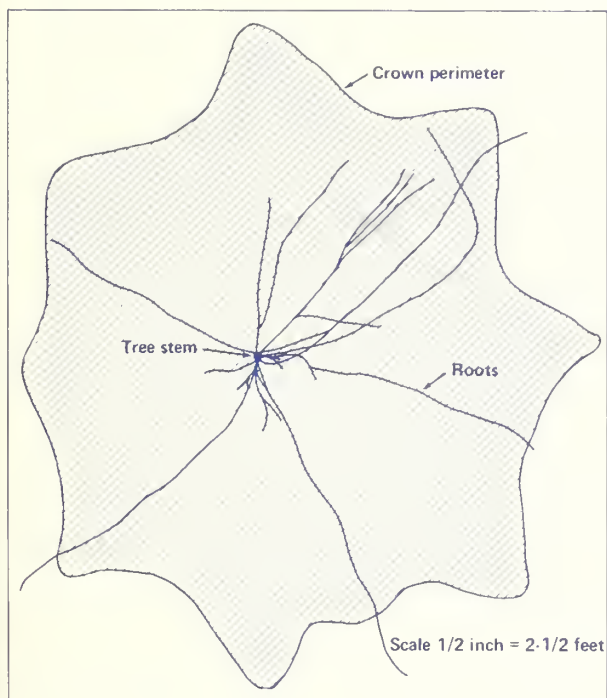 Crown perimeter
Tree stem
Roots
Scale 1/2 inch = 2-1/2 feet